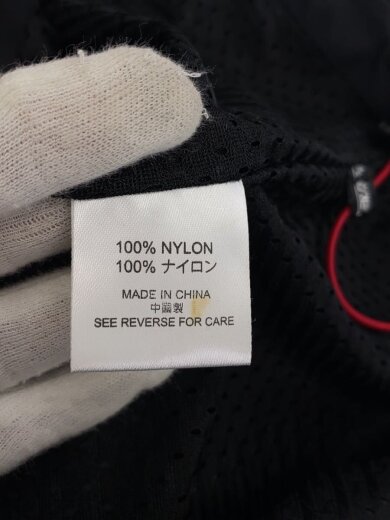 100% NYLON
100% ナイロン
MADE IN CHINA
中国製
SEE REVERSE FOR CARE